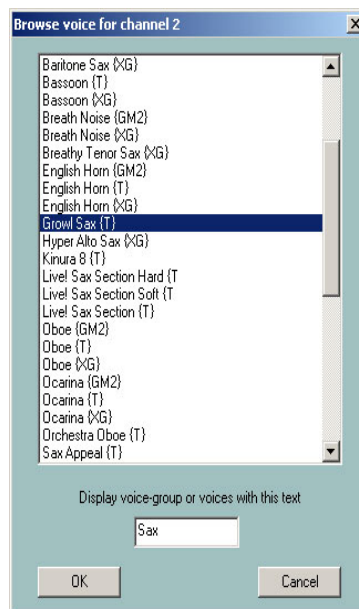 Browse voice for channel 2
Baritone Sax {XG}
Bassoon {T}
Bassoon {XG}
Breath Noise {GM2}
Breath Noise {XG}
Breathy Tenor Sax {XG}
English Horn {GM2}
English Horn {T}
English Horn {XG}
Growl Sax {T}
Hyper Alto Sax {XG}
Kinura 8 {T}
Live! Sax Section Hard {T
Live! Sax Section Soft {T
Live! Sax Section {T}
Oboe {GM2}
Oboe {T}
Oboe {XG}
Ocarina {GM2}
Ocarina {T}
Ocarina {XG}
Orchestra Oboe {T}
Sax Appeal {T}
Display voice-group or voices with this text
Sax
OK
Cancel